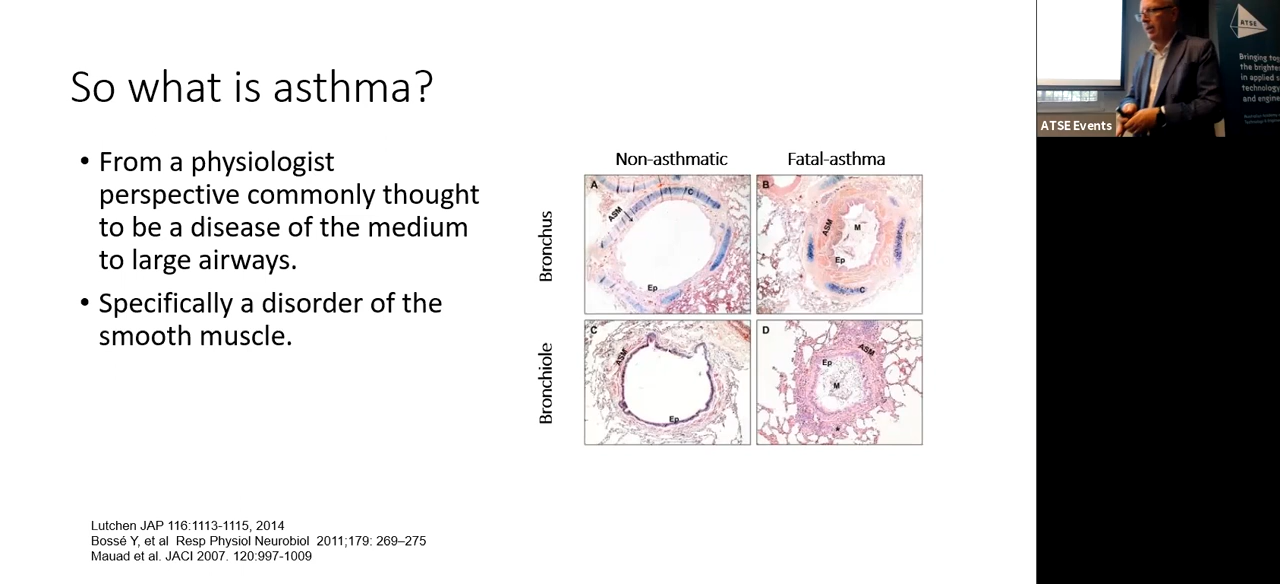 So what is asthma?
• From a physiologist
perspective commonly thought
to be a disease of the medium
to large airways.
• Specifically a disorder of the
smooth muscle.
Non-asthmatic
Fatal-asthma
Bronchus
A
C
ASM
Ep
B
ASM
M
Ep
C
Bronchiole
C
ASM
Ep
D
ASM
Ep
M
*
Lutchen JAP 116:1113-1115, 2014
Bossé Y, et al  Resp Physiol Neurobiol  2011;179: 269–275
Mauad et al. JACI 2007. 120:997-1009
ATSE
Bringing tog
the brightes
in applied s
technology
and engine
ATSE Events